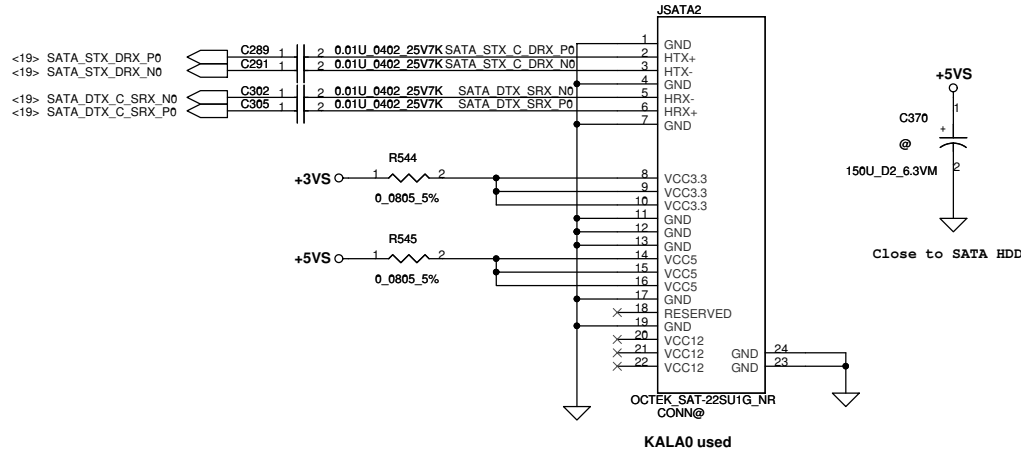 JSATA2
1 GND
<19> SATA_STX_DRX_P0 C289 1 2 0.01U_0402_25V7K SATA_STX_C_DRX_P0 2 HTX+
<19> SATA_STX_DRX_N0 C291 1 2 0.01U_0402_25V7K SATA_STX_C_DRX_N0 3 HTX-
4 GND
<19> SATA_DTX_C_SRX_N0 C302 1 2 0.01U_0402_25V7K SATA_DTX_SRX_N0 5 HRX-
<19> SATA_DTX_C_SRX_P0 C305 1 2 0.01U_0402_25V7K SATA_DTX_SRX_P0 6 HRX+
7 GND
R544
+3VS 1 2 8 VCC3.3
9 VCC3.3
0_0805_5% 10 VCC3.3
11 GND
12 GND
R545 13 GND
+5VS 1 2 14 VCC5
15 VCC5
0_0805_5% 16 VCC5
17 GND
18 RESERVED
19 GND
20 VCC12
21 VCC12 GND 24
22 VCC12 GND 23
OCTEK_SAT-22SU1G_NR
CONN@
KALA0 used
+5VS
1
C370
+
@
150U_D2_6.3VM 2
Close to SATA HDD